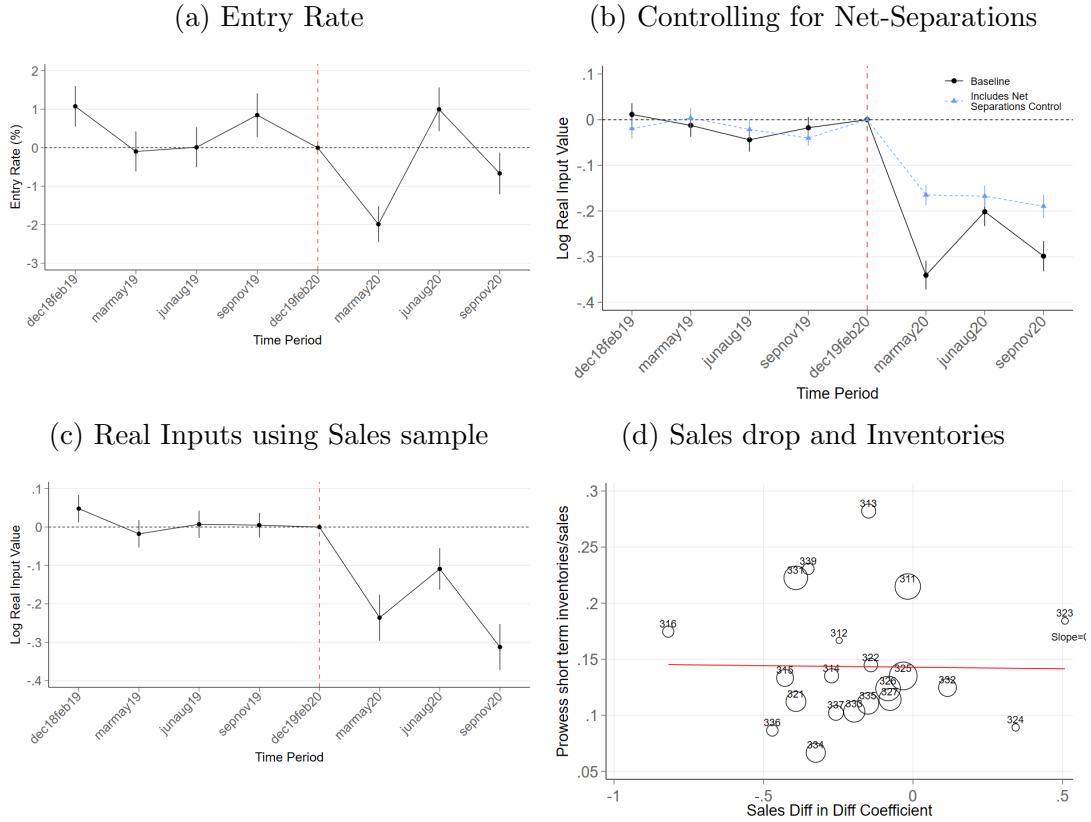 (a) Entry Rate
2
1
0
-1
-2
-3
Entry Rate (%)
dec18feb19
marmay19
junaug19
sepnov19
dec19feb20
marmay20
junaug20
sepnov20
Time Period
(b) Controlling for Net-Separations
.1
0
-.1
-.2
-.3
-.4
Log Real Input Value
Baseline
Includes Net
Separations Control
dec18feb19
marmay19
junaug19
sepnov19
dec19feb20
marmay20
junaug20
sepnov20
Time Period
(c) Real Inputs using Sales sample
.1
0
-.1
-.2
-.3
-.4
Log Real Input Value
dec18feb19
marmay19
junaug19
sepnov19
dec19feb20
marmay20
junaug20
sepnov20
Time Period
(d) Sales drop and Inventories
.3
.25
.2
.15
.1
.05
Prowess short term inventories/sales
313
339
331
311
316
323
312
Slope=0
322
315
314
325
326
332
321
327
335
337
333
324
336
334
-1
-.5
0
.5
Sales Diff in Diff Coefficient